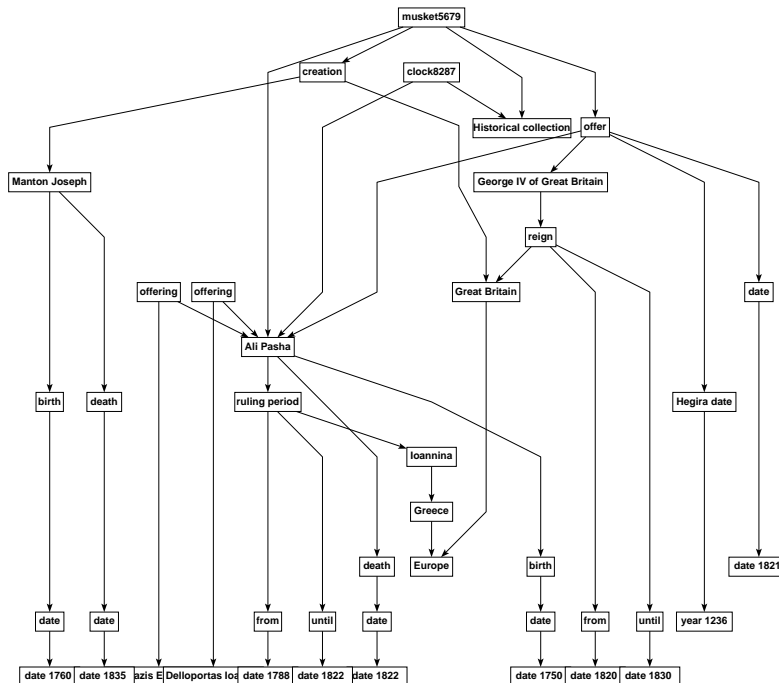 musket5679
creation
clock8287
Historical collection
offer
Manton Joseph
George IV of Great Britain
reign
offering
offering
Great Britain
date
Ali Pasha
birth
death
ruling period
Hegira date
Ioannina
Greece
death
Europe
birth
date 1821
date
date
from
until
date
date
from
until
year 1236
date 1760
date 1835
azis E
Delloportas Ioa
date 1788
date 1822
date 1822
date 1750
date 1820
date 1830